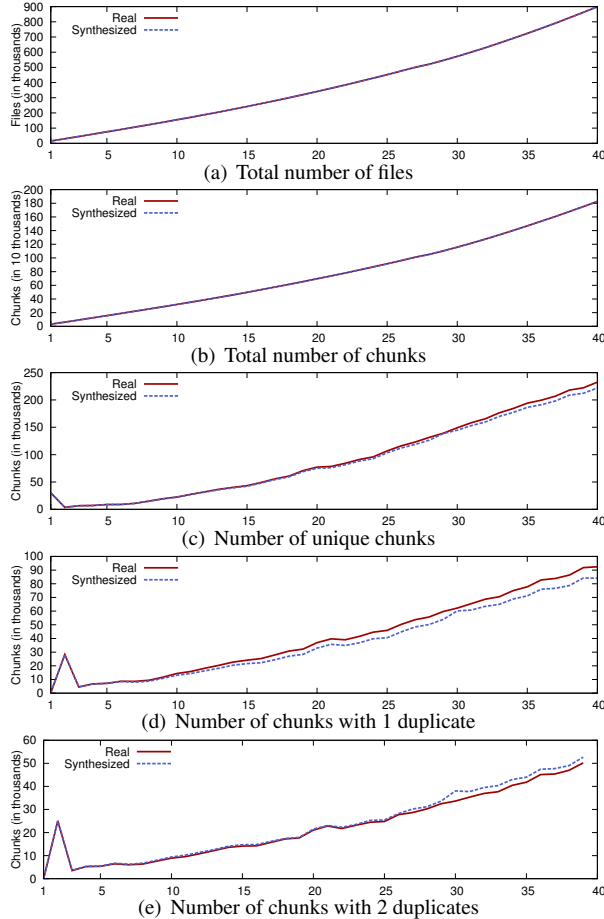 Files (in thousands)
900
800
700
600
500
400
300
200
100
0
Real
Synthesized
1 5 10 15 20 25 30 35 40
(a) Total number of files
Chunks (in 10 thousands)
200
180
160
140
120
100
80
60
40
20
0
Real
Synthesized
1 5 10 15 20 25 30 35 40
(b) Total number of chunks
Chunks (in thousands)
250
200
150
100
50
0
Real
Synthesized
1 5 10 15 20 25 30 35 40
(c) Number of unique chunks
Chunks (in thousands)
100
90
80
70
60
50
40
30
20
10
0
Real
Synthesized
1 5 10 15 20 25 30 35 40
(d) Number of chunks with 1 duplicate
Chunks (in thousands)
60
50
40
30
20
10
0
Real
Synthesized
1 5 10 15 20 25 30 35 40
(e) Number of chunks with 2 duplicates